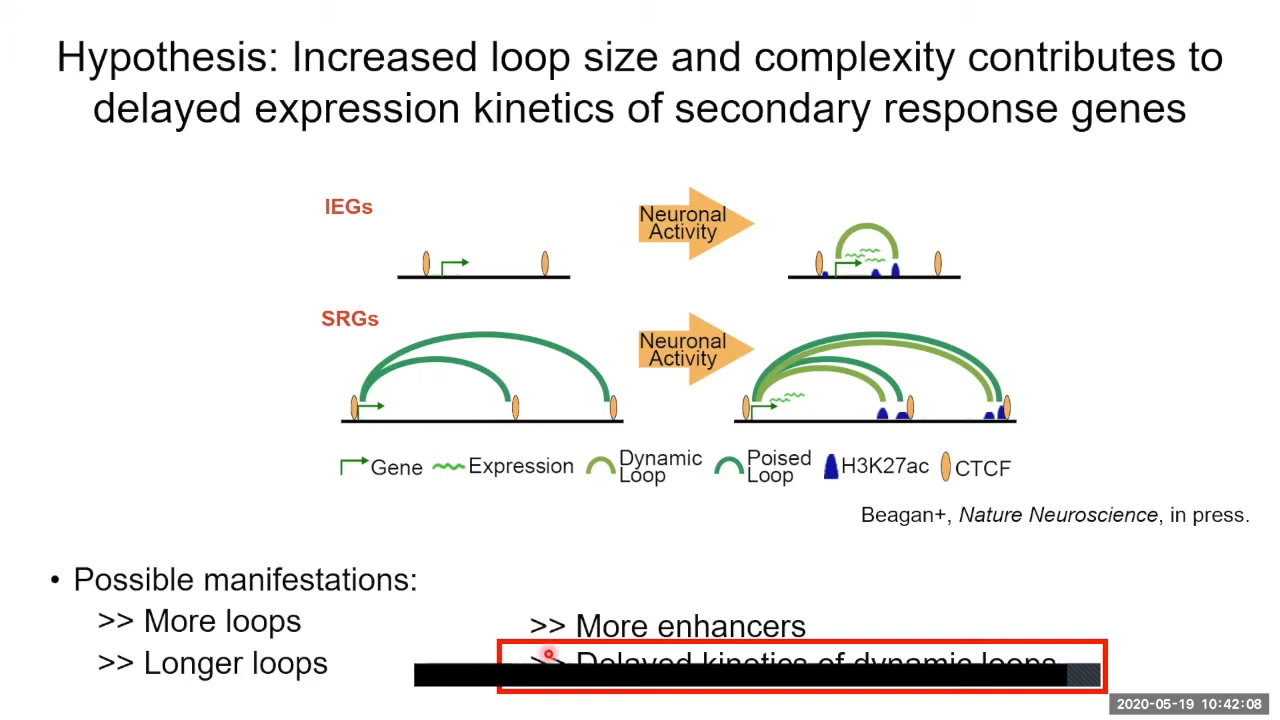 Hypothesis: Increased loop size and complexity contributes to
delayed expression kinetics of secondary response genes
IEGs
Neuronal
Activity
SRGs
Neuronal
Activity
Gene
Expression
Dynamic
Loop
Poised
Loop
H3K27ac
CTCF
Beagan+, Nature Neuroscience, in press.
• Possible manifestations:
>> More loops
>> Longer loops
>> More enhancers
>> Delayed kinetics of dynamic loops
2020-05-19 10:42:08